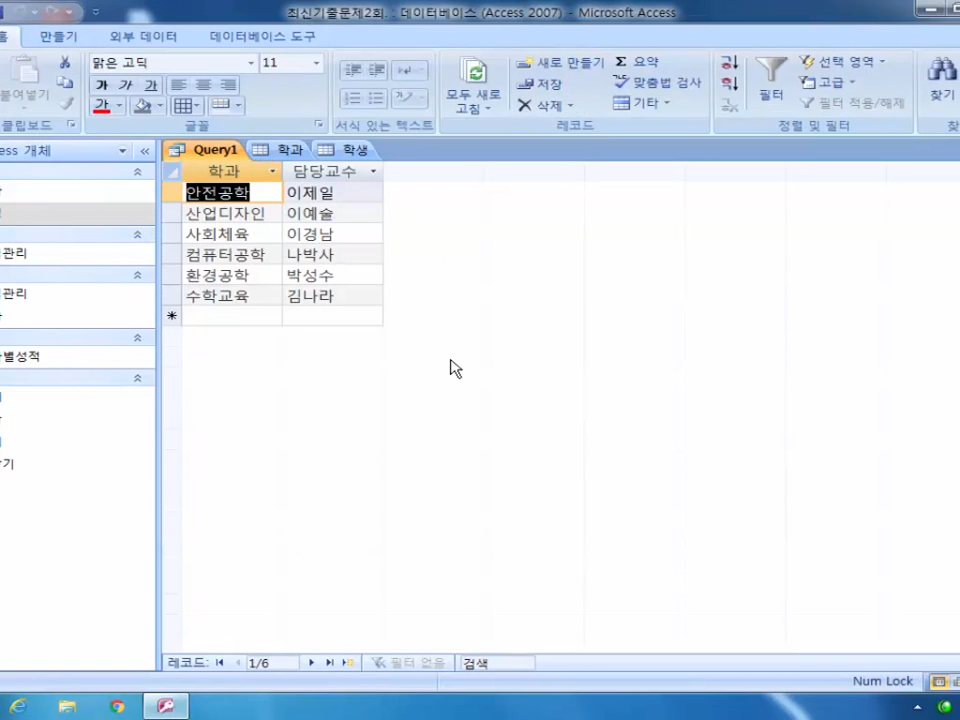 최신기출문제2회. : 데이터베이스 (Access 2007) - Microsoft Access
홈 만들기 외부 데이터 데이터베이스 도구
붙여넣기
클립보드
맑은 고딕 11
가 가 가
가
글꼴
서식 있는 텍스트
모두 새로
고침
새로 만들기
저장
삭제
Σ 요약
맞춤법 검사
기타
레코드
필터
선택 영역
고급
필터 적용/해제
정렬 및 필터
찾기
찾
ess 개체
Query1 학과 학생
학과 담당교수
안전공학 이제일
산업디자인 이예술
사회체육 이경남
컴퓨터공학 나박사
환경공학 박성수
수학교육 김나라
관리
관리
별성적
기
레코드: 1/6 필터 없음 검색
Num Lock